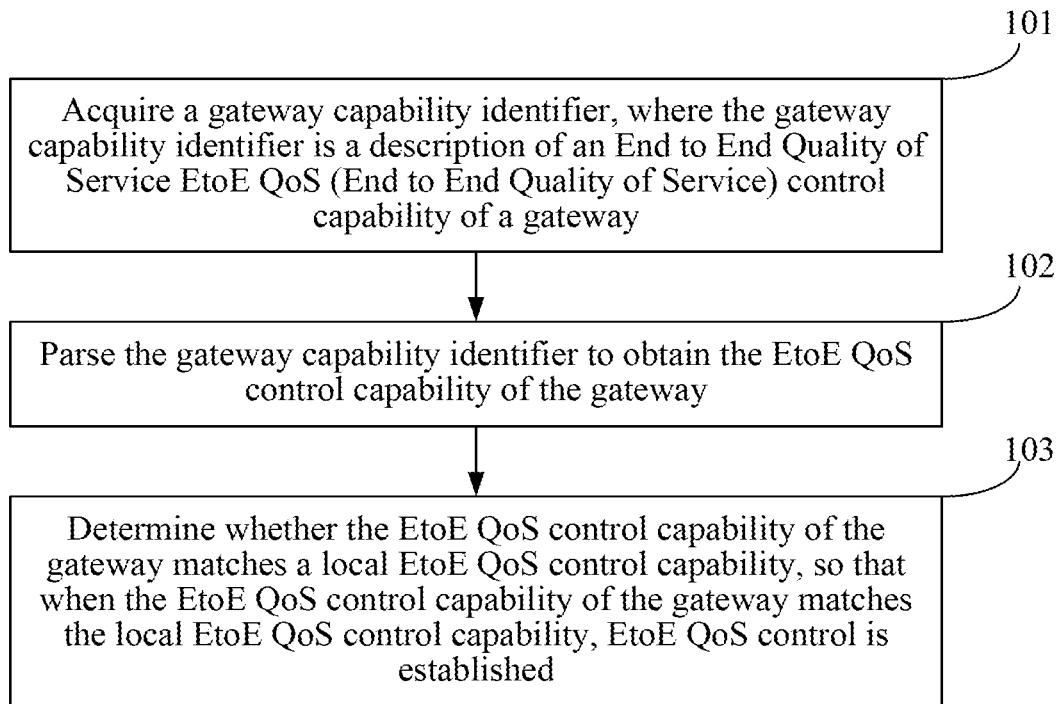 101
Acquire a gateway capability identifier, where the gateway
capability identifier is a description of an End to End Quality of
Service EtoE QoS (End to End Quality of Service) control
capability of a gateway
102
Parse the gateway capability identifier to obtain the EtoE QoS
control capability of the gateway
103
Determine whether the EtoE QoS control capability of the
gateway matches a local EtoE QoS control capability, so that
when the EtoE QoS control capability of the gateway matches
the local EtoE QoS control capability, EtoE QoS control is
established